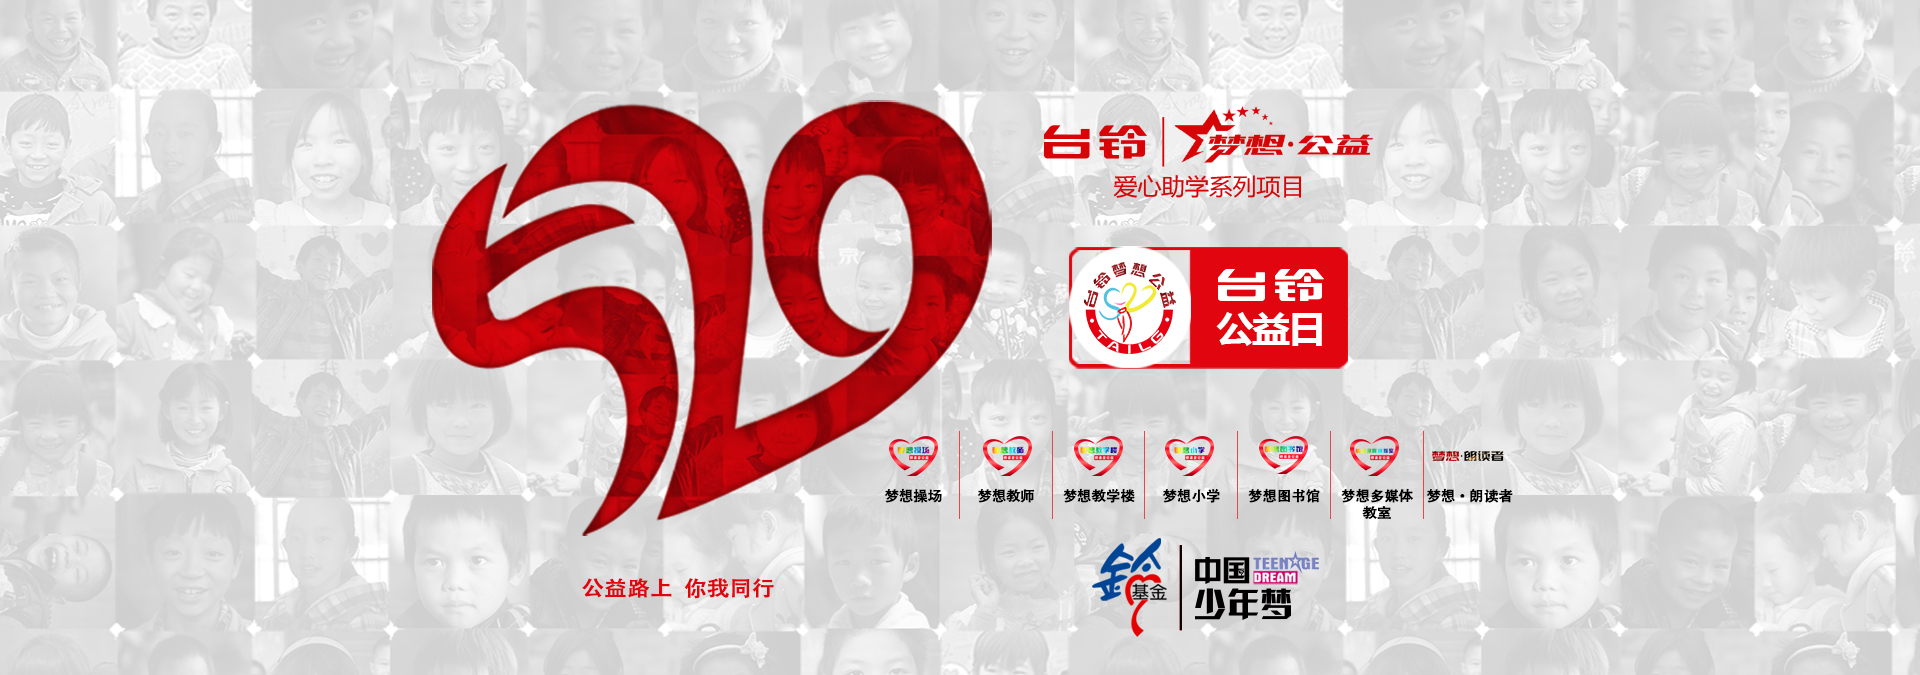 520
公益路上 你我同行
台铃 梦想·公益
爱心助学系列项目
台铃梦想公益
TAILG
台铃
公益日
梦想操场
梦想教师
梦想教学楼
梦想小学
梦想图书馆
梦想多媒体
教室
梦想·朗读者
梦想·朗读者
铃
基金
中国
少年梦
TEENAGE
DREAM